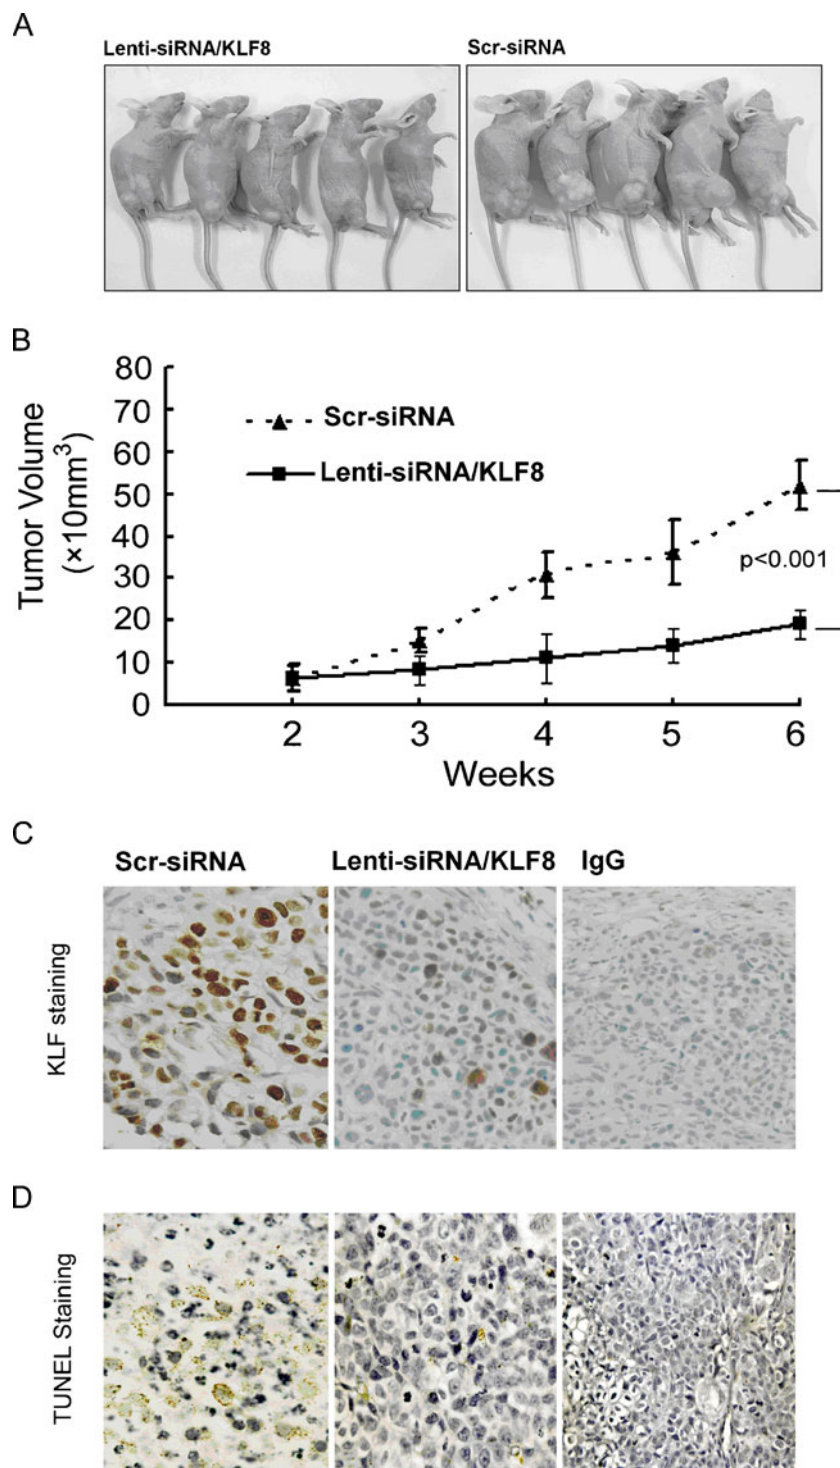 A
Lenti-siRNA/KLF8 Scr-siRNA
B
Tumor Volume
(×10mm³)
80
70
60
50
40
30
20
10
0
Scr-siRNA
Lenti-siRNA/KLF8
p<0.001
2 3 4 5 6
Weeks
C
Scr-siRNA Lenti-siRNA/KLF8 IgG
KLF staining
D
TUNEL Staining